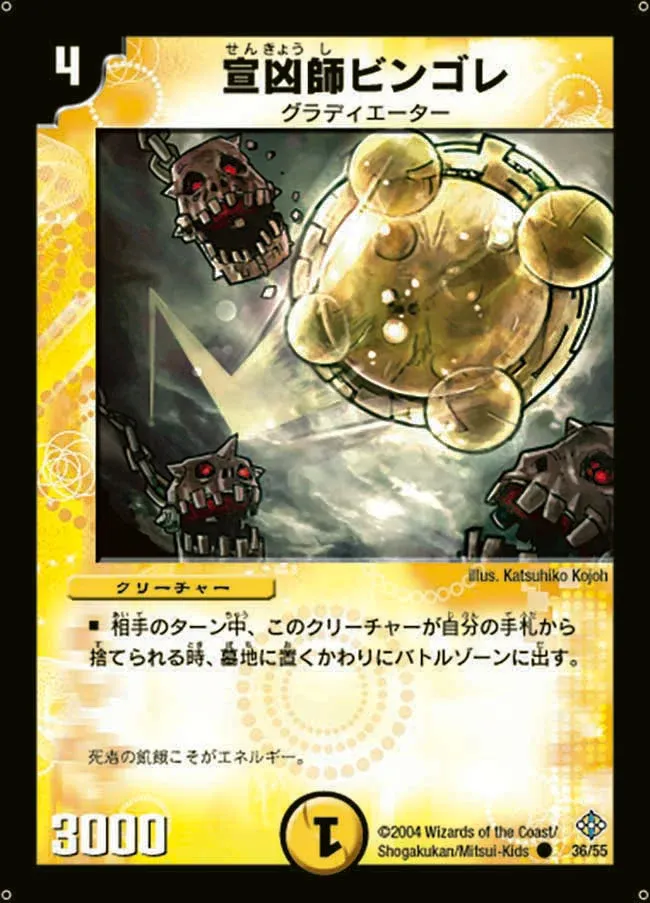 4
せんきょうし
宣凶師ビンゴレ
グラディエーター
illus. Katsuhiko Kojoh
クリーチャー
■ 相手のターン中、このクリーチャーが自分の手札から
捨てられる時、墓地に置くかわりにバトルゾーンに出す。
死者の飢餓こそがエネルギー。
3000
1
©2004 Wizards of the Coast/
Shogakukan/Mitsui-Kids ● 36/55